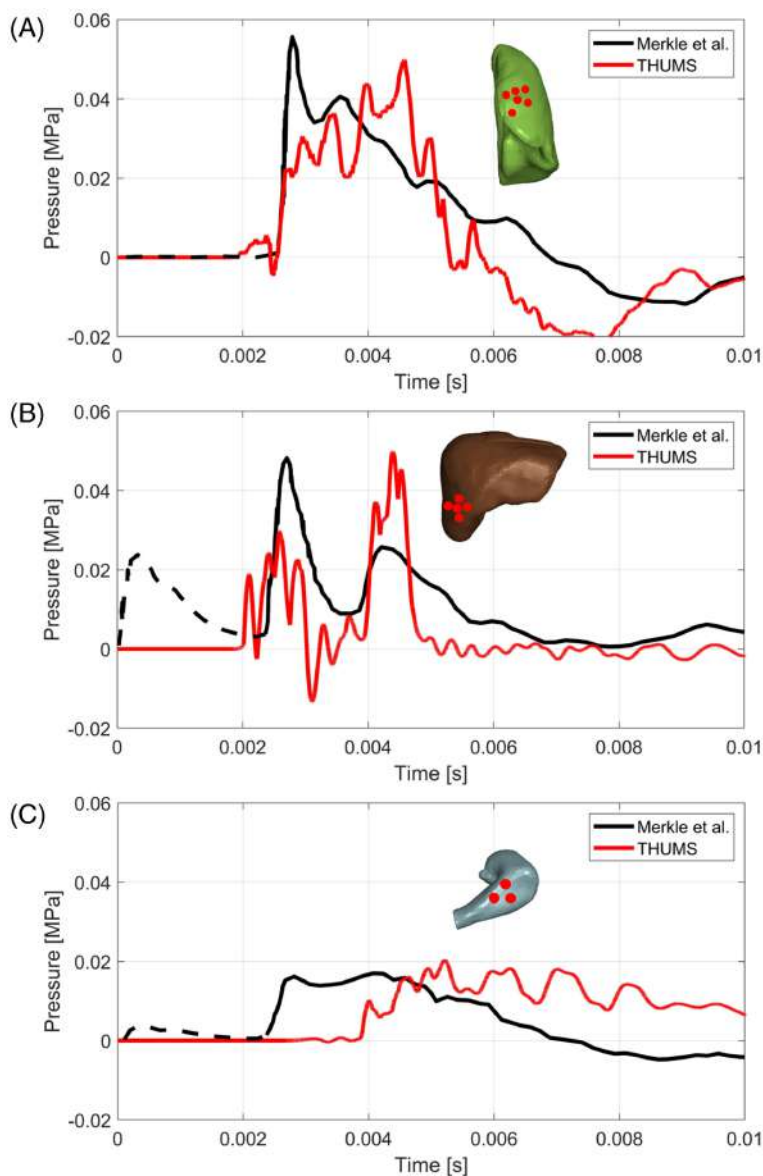 (A)
0.06
0.04
0.02
0
-0.02
Pressure [MPa]
Merkle et al.
THUMS
0 0.002 0.004 0.006 0.008 0.01
Time [s]
(B)
0.06
0.04
0.02
0
-0.02
Pressure [MPa]
Merkle et al.
THUMS
0 0.002 0.004 0.006 0.008 0.01
Time [s]
(C)
0.06
0.04
0.02
0
-0.02
Pressure [MPa]
Merkle et al.
THUMS
0 0.002 0.004 0.006 0.008 0.01
Time [s]